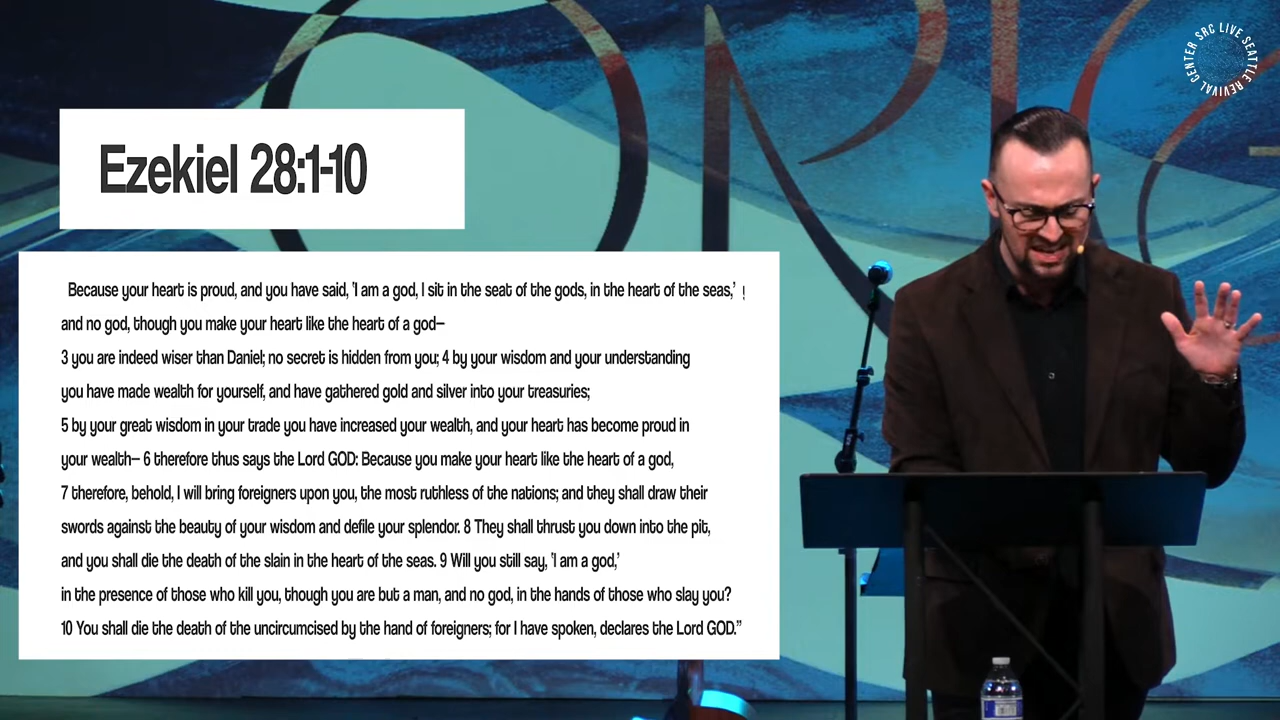 CENTER SRC LIVE SEATTLE REVIVAL
Ezekiel 28:1-10
Because your heart is proud, and you have said, 'I am a god, I sit in the seat of the gods, in the heart of the seas,'
and no god, though you make your heart like the heart of a god—
3 you are indeed wiser than Daniel; no secret is hidden from you; 4 by your wisdom and your understanding
you have made wealth for yourself, and have gathered gold and silver into your treasuries;
5 by your great wisdom in your trade you have increased your wealth, and your heart has become proud in
your wealth— 6 therefore thus says the Lord GOD: Because you make your heart like the heart of a god,
7 therefore, behold, I will bring foreigners upon you, the most ruthless of the nations; and they shall draw their
swords against the beauty of your wisdom and defile your splendor. 8 They shall thrust you down into the pit,
and you shall die the death of the slain in the heart of the seas. 9 Will you still say, 'I am a god,'
in the presence of those who kill you, though you are but a man, and no god, in the hands of those who slay you?
10 You shall die the death of the uncircumcised by the hand of foreigners; for I have spoken, declares the Lord GOD."